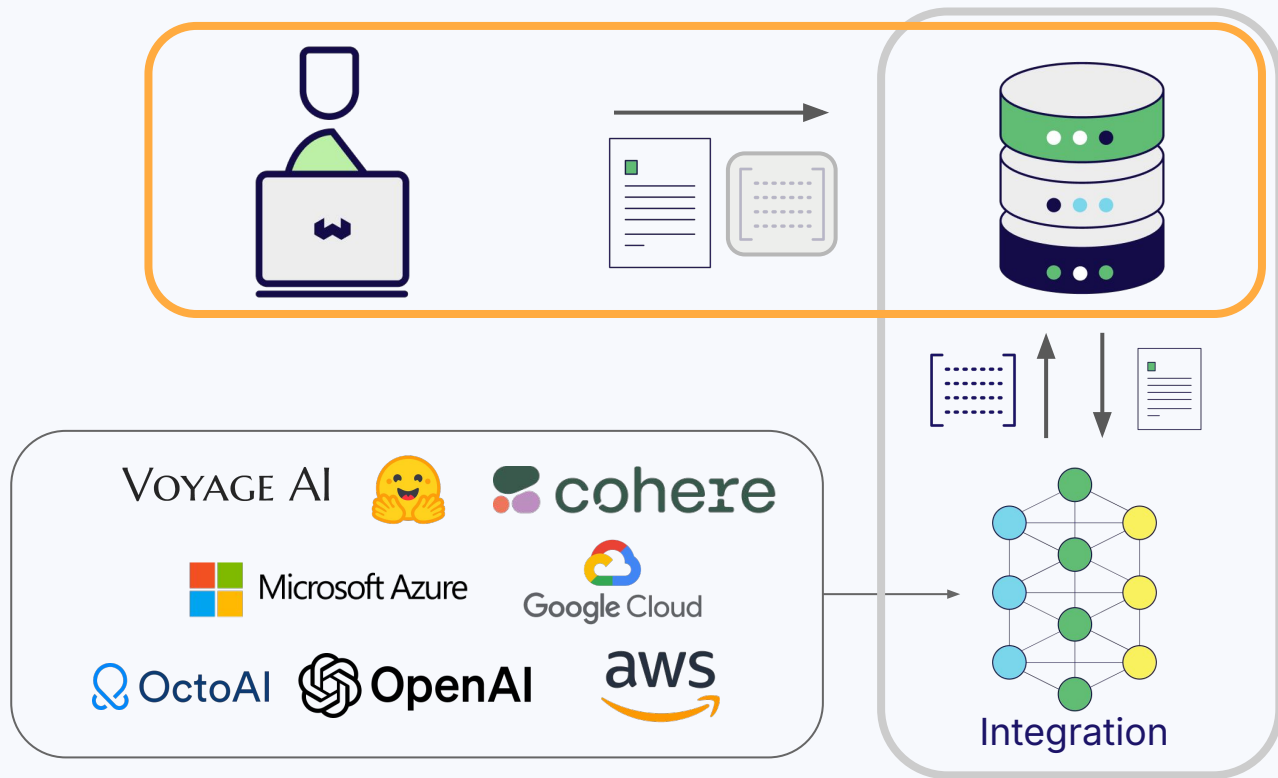 VOYAGE AI
cohere
Microsoft Azure
Google Cloud
OctoAI
OpenAI
aws
Integration